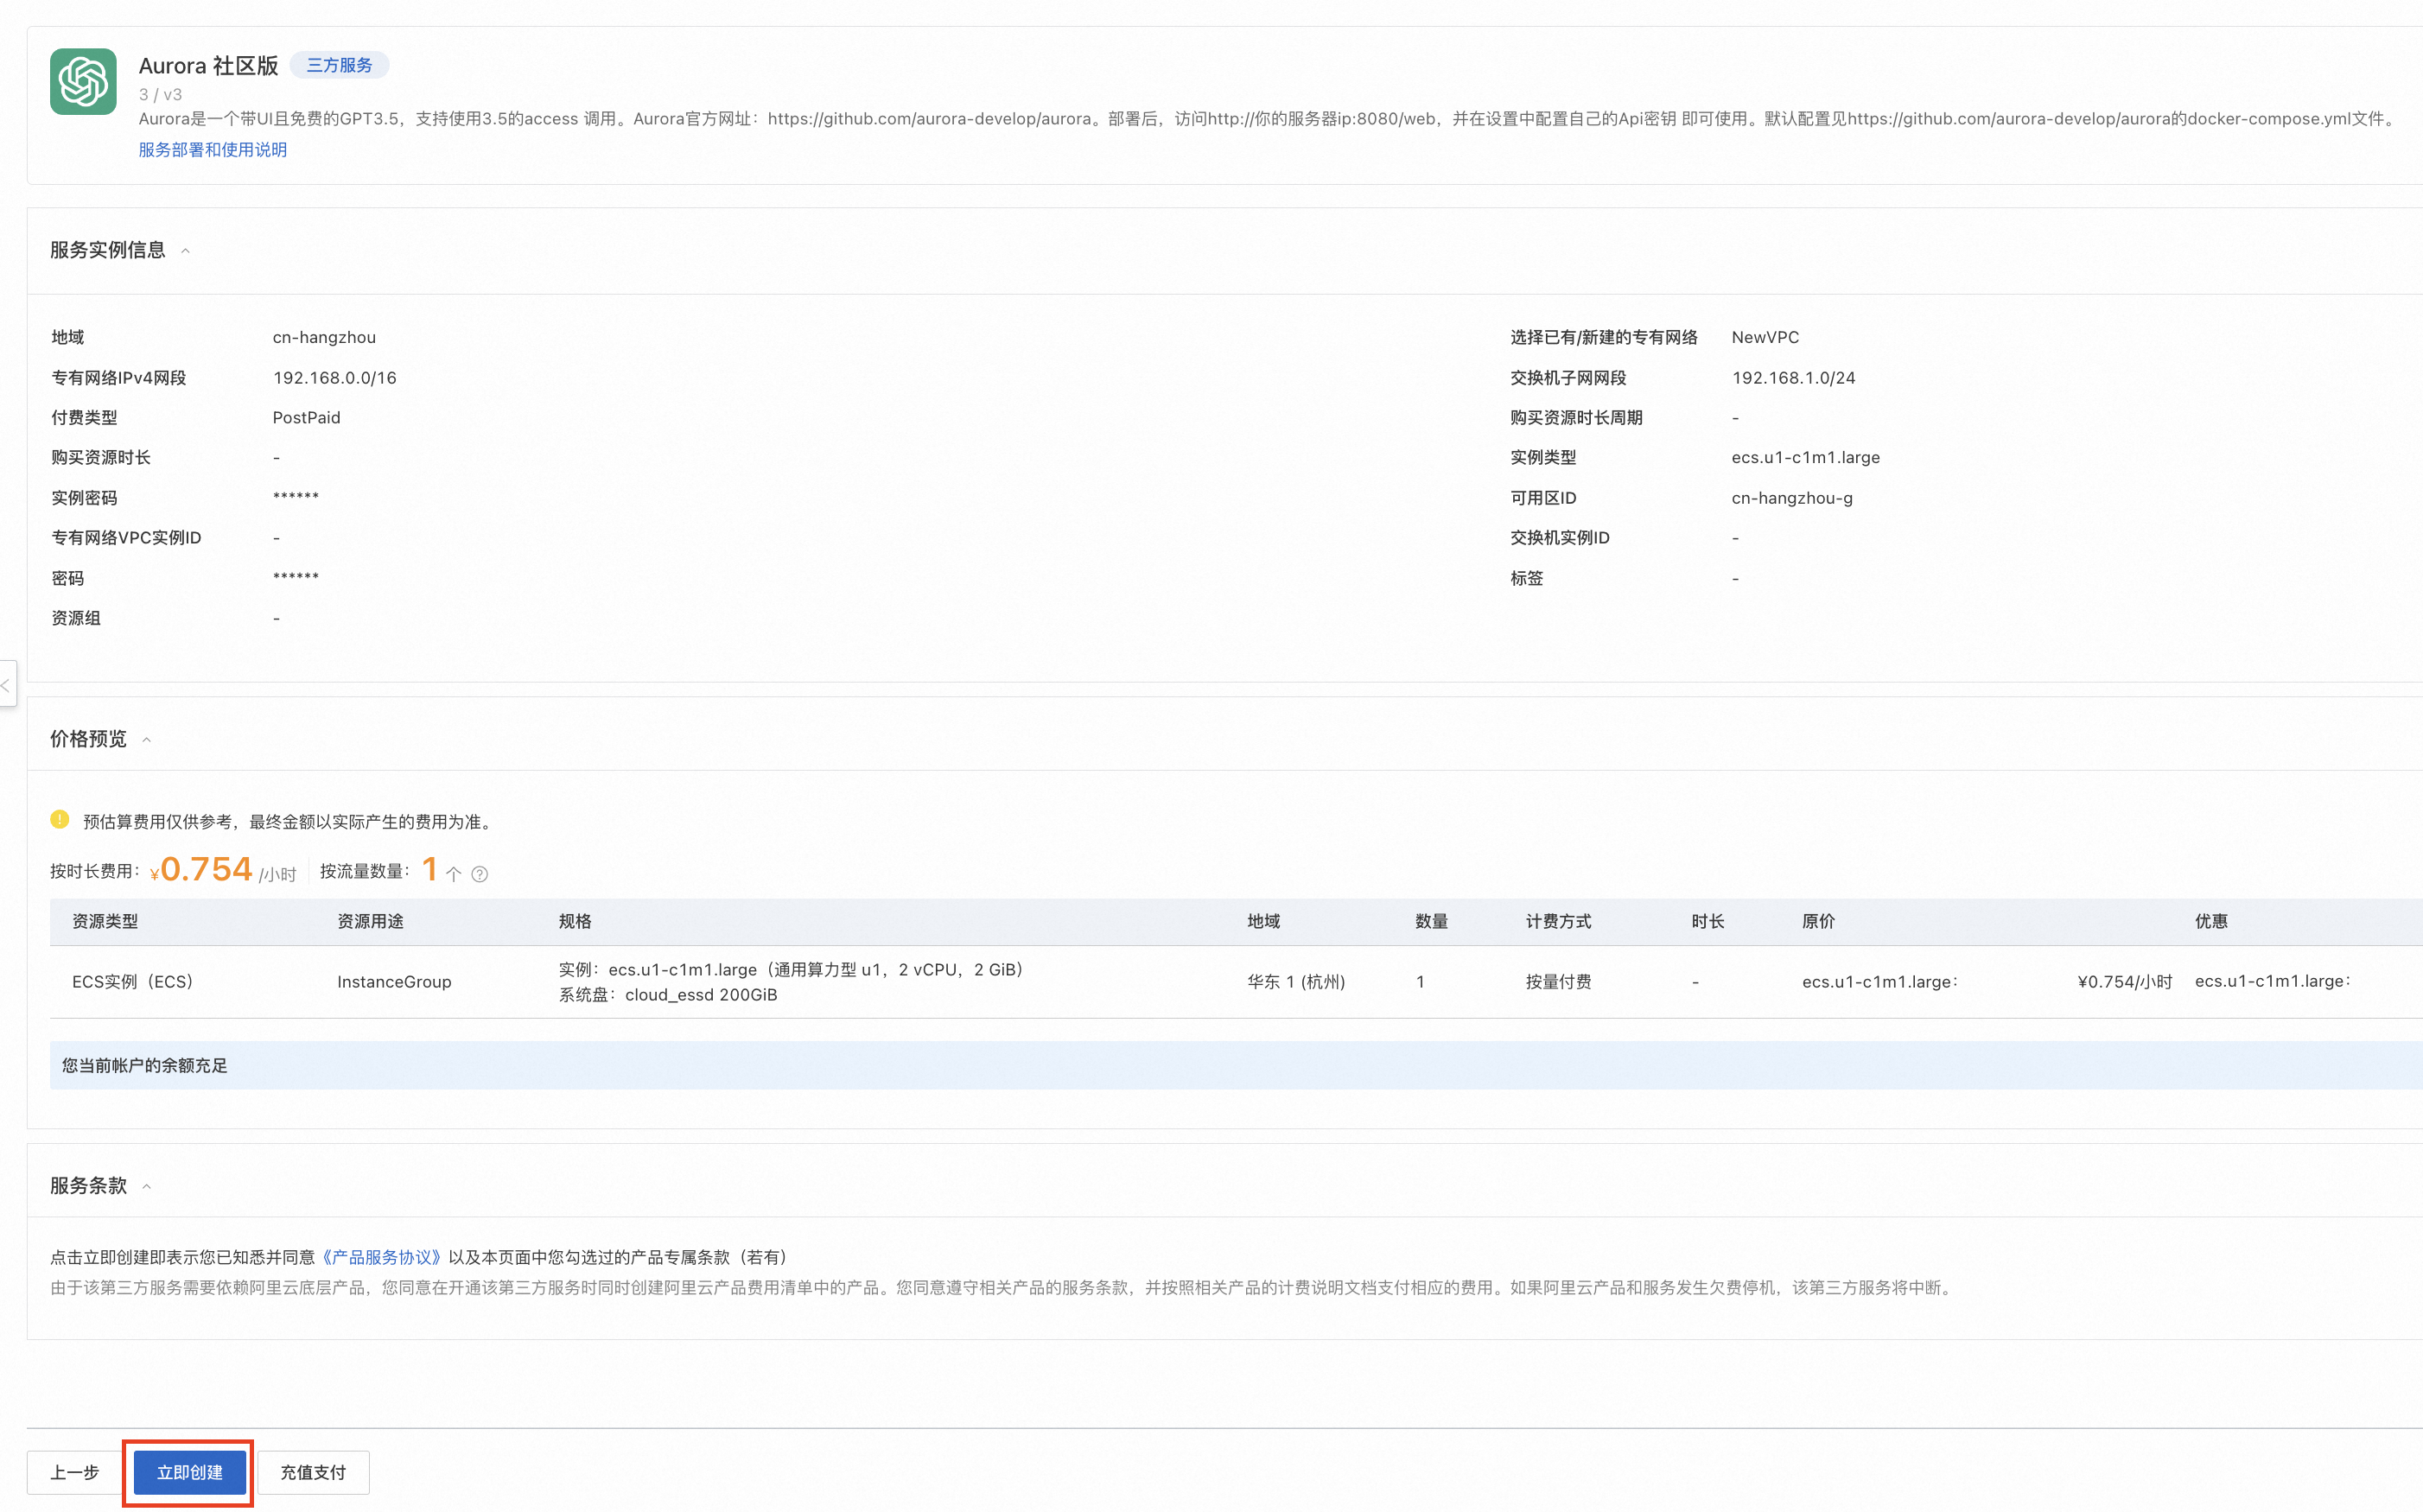 Aurora 社区版 三方服务
3 / v3
Aurora是一个带UI且免费的GPT3.5，支持使用3.5的access 调用。Aurora官方网址：https://github.com/aurora-develop/aurora。部署后，访问http://你的服务器ip:8080/web，并在设置中配置自己的Api密钥 即可使用。默认配置见https://github.com/aurora-develop/aurora的docker-compose.yml文件。
服务部署和使用说明
服务实例信息
地域 cn-hangzhou 选择已有/新建的专有网络 NewVPC
专有网络IPv4网段 192.168.0.0/16 交换机子网网段 192.168.1.0/24
付费类型 PostPaid 购买资源时长周期 -
购买资源时长 - 实例类型 ecs.u1-c1m1.large
实例密码 ****** 可用区ID cn-hangzhou-g
专有网络VPC实例ID - 交换机实例ID -
密码 ****** 标签 -
资源组 -
价格预览
预估算费用仅供参考，最终金额以实际产生的费用为准。
按时长费用：¥0.754 /小时 按流量数量：1 个
资源类型 资源用途 规格 地域 数量 计费方式 时长 原价 优惠
ECS实例（ECS） InstanceGroup 实例：ecs.u1-c1m1.large（通用算力型 u1，2 vCPU，2 GiB） 华东 1 (杭州) 1 按量付费 - ecs.u1-c1m1.large： ¥0.754/小时 ecs.u1-c1m1.large：
系统盘：cloud_essd 200GiB
您当前帐户的余额充足
服务条款
点击立即创建即表示您已知悉并同意《产品服务协议》以及本页面中您勾选过的产品专属条款（若有）
由于该第三方服务需要依赖阿里云底层产品，您同意在开通该第三方服务时同时创建阿里云产品费用清单中的产品。您同意遵守相关产品的服务条款，并按照相关产品的计费说明文档支付相应的费用。如果阿里云产品和服务发生欠费停机，该第三方服务将中断。
上一步 立即创建 充值支付